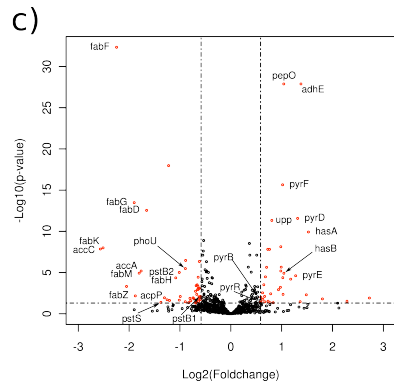 c)
fabF
pepO
adhE
pyrF
fabG
fabD
upp
pyrD
hasA
phoU
pyrB
hasB
fabK
accC
accA
fabM
pstB2
fabH
pyrE
fabZ
acpP
pyrR
pstS
pstB1
0
5
10
15
20
25
30
-3
-2
-1
0
1
2
3
-Log10(p-value)
Log2(Foldchange)